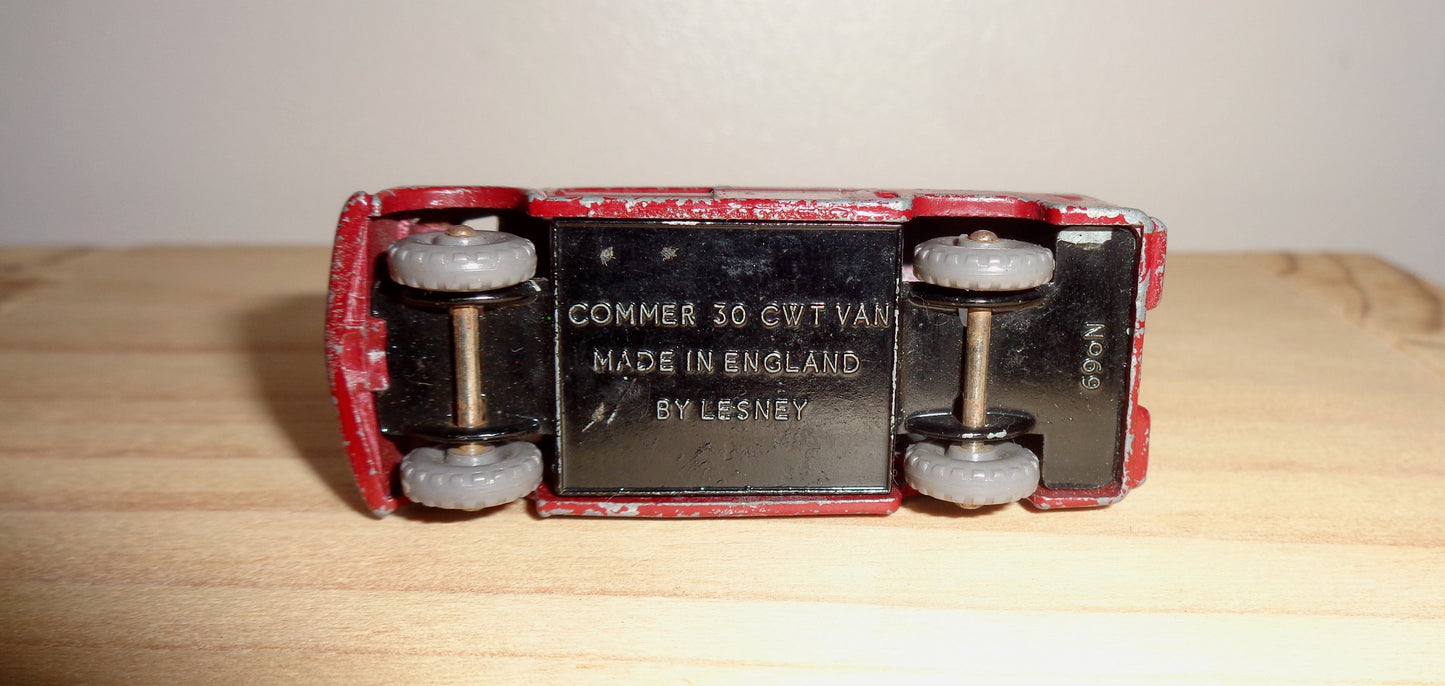 COMMER 30 CWT VAN
MADE IN ENGLAND
BY LESNEY
No69